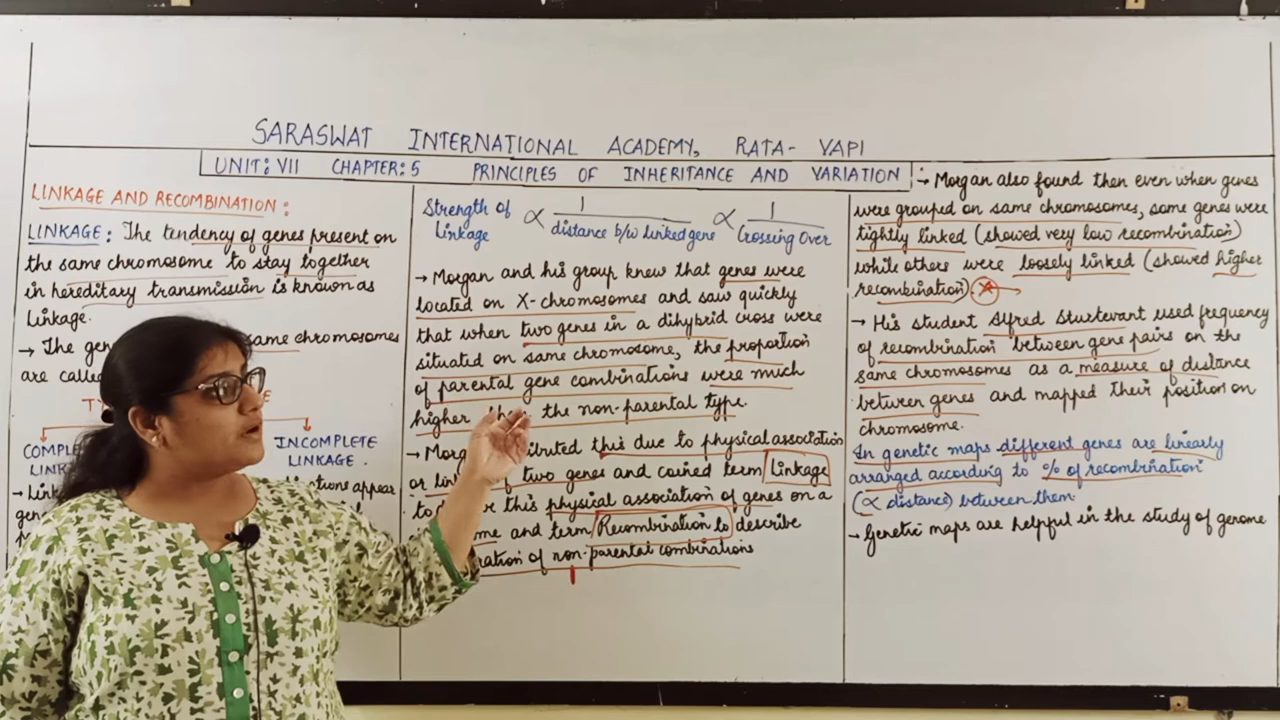 SARASWAT INTERNATIONAL ACADEMY, RATA- VAPI
UNIT: VII CHAPTER: 5 PRINCIPLES OF INHERITANCE AND VARIATION
LINKAGE AND RECOMBINATION:
LINKAGE: The tendency of genes present on
the same chromosome to stay together
in hereditary transmission is known as
linkage.
→ The gen same chromosomes
are calle
COMPL INCOMPLETE
LINK LINKAGE.
→ Link ations appear
gen
Strength of Linkage ∝ 1/distance b/w linked gene ∝ 1/Crossing Over
→ Morgan and his group knew that genes were
located on X-chromosomes and saw quickly
that when two genes in a dihybrid cross were
situated on same chromosome, the proportion
of parental gene combinations were much
higher the non-parental type.
→ Morg ibuted this due to physical association
or lin of two genes and coined term Linkage
to d be this physical association of genes on a
me and term Recombination to describe
ration of non-parental combinations
→ Morgan also found then even when genes
were grouped on same chromosomes, some genes were
tightly linked (showed very low recombination)
while others were loosely linked (showed higher
recombination).
→ His student Alfred Sturtevant used frequency
of recombination between gene pairs on the
same chromosomes as a measure of distance
between genes and mapped their position on
chromosome.
In genetic maps different genes are linearly
arranged according to % of recombination
(∝ distance) between them.
→ Genetic maps are helpful in the study of genome